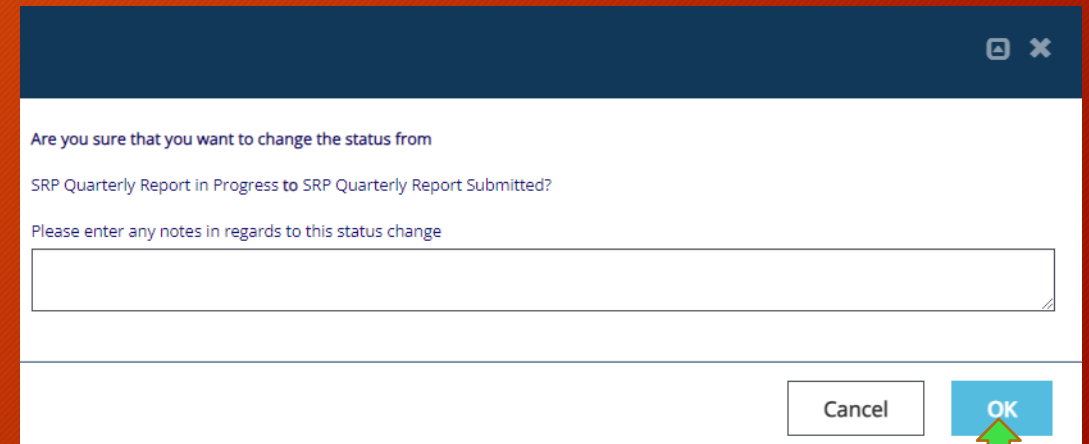 Are you sure that you want to change the status from
SRP Quarterly Report in Progress to SRP Quarterly Report Submitted?
Please enter any notes in regards to this status change
Cancel
OK